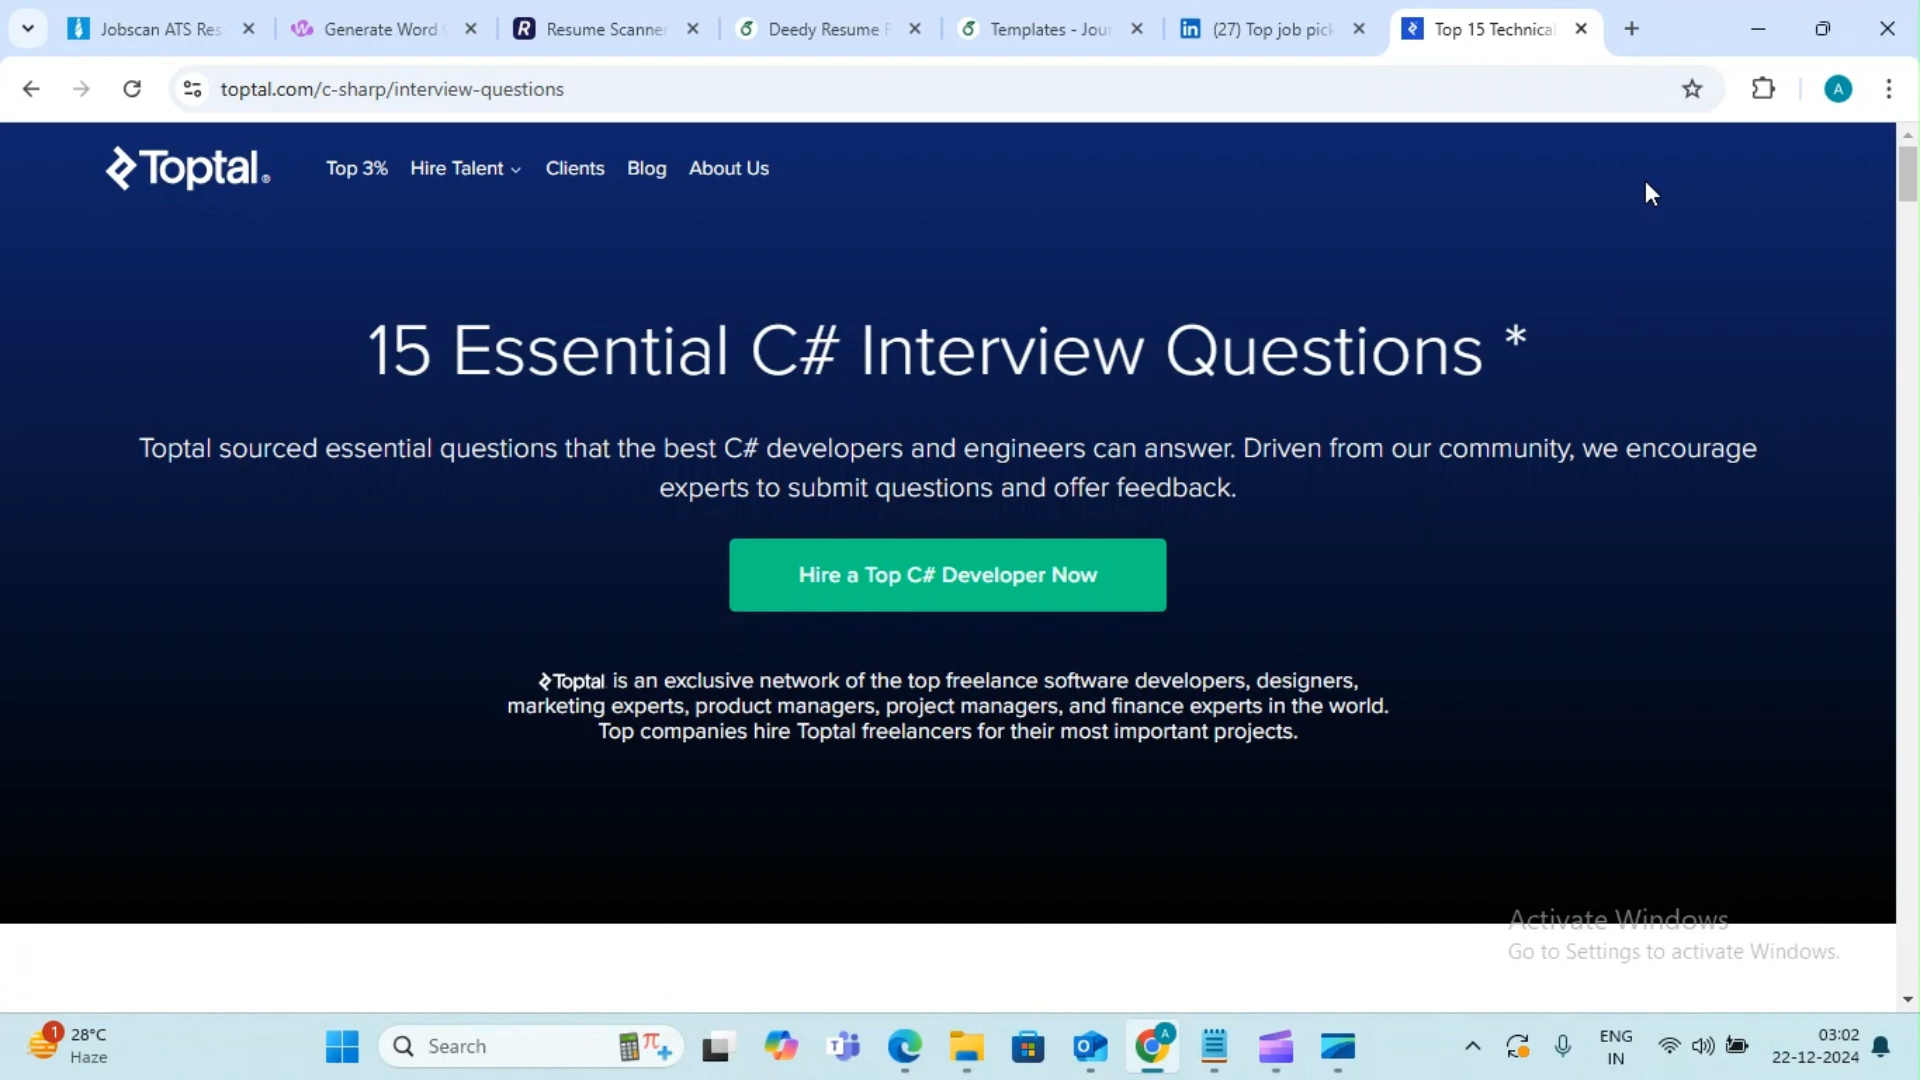 Jobscan ATS Res
Generate Word
Resume Scanner
Deedy Resume
Templates - Jour
(27) Top job pick
Top 15 Technical
toptal.com/c-sharp/interview-questions
Toptal.
Top 3%
Hire Talent
Clients
Blog
About Us
15 Essential C# Interview Questions *
Toptal sourced essential questions that the best C# developers and engineers can answer. Driven from our community, we encourage
experts to submit questions and offer feedback.
Hire a Top C# Developer Now
Toptal is an exclusive network of the top freelance software developers, designers,
marketing experts, product managers, project managers, and finance experts in the world.
Top companies hire Toptal freelancers for their most important projects.
Activate Windows
Go to Settings to activate Windows.
1
28°C
Haze
Search
A
ENG
IN
03:02
22-12-2024